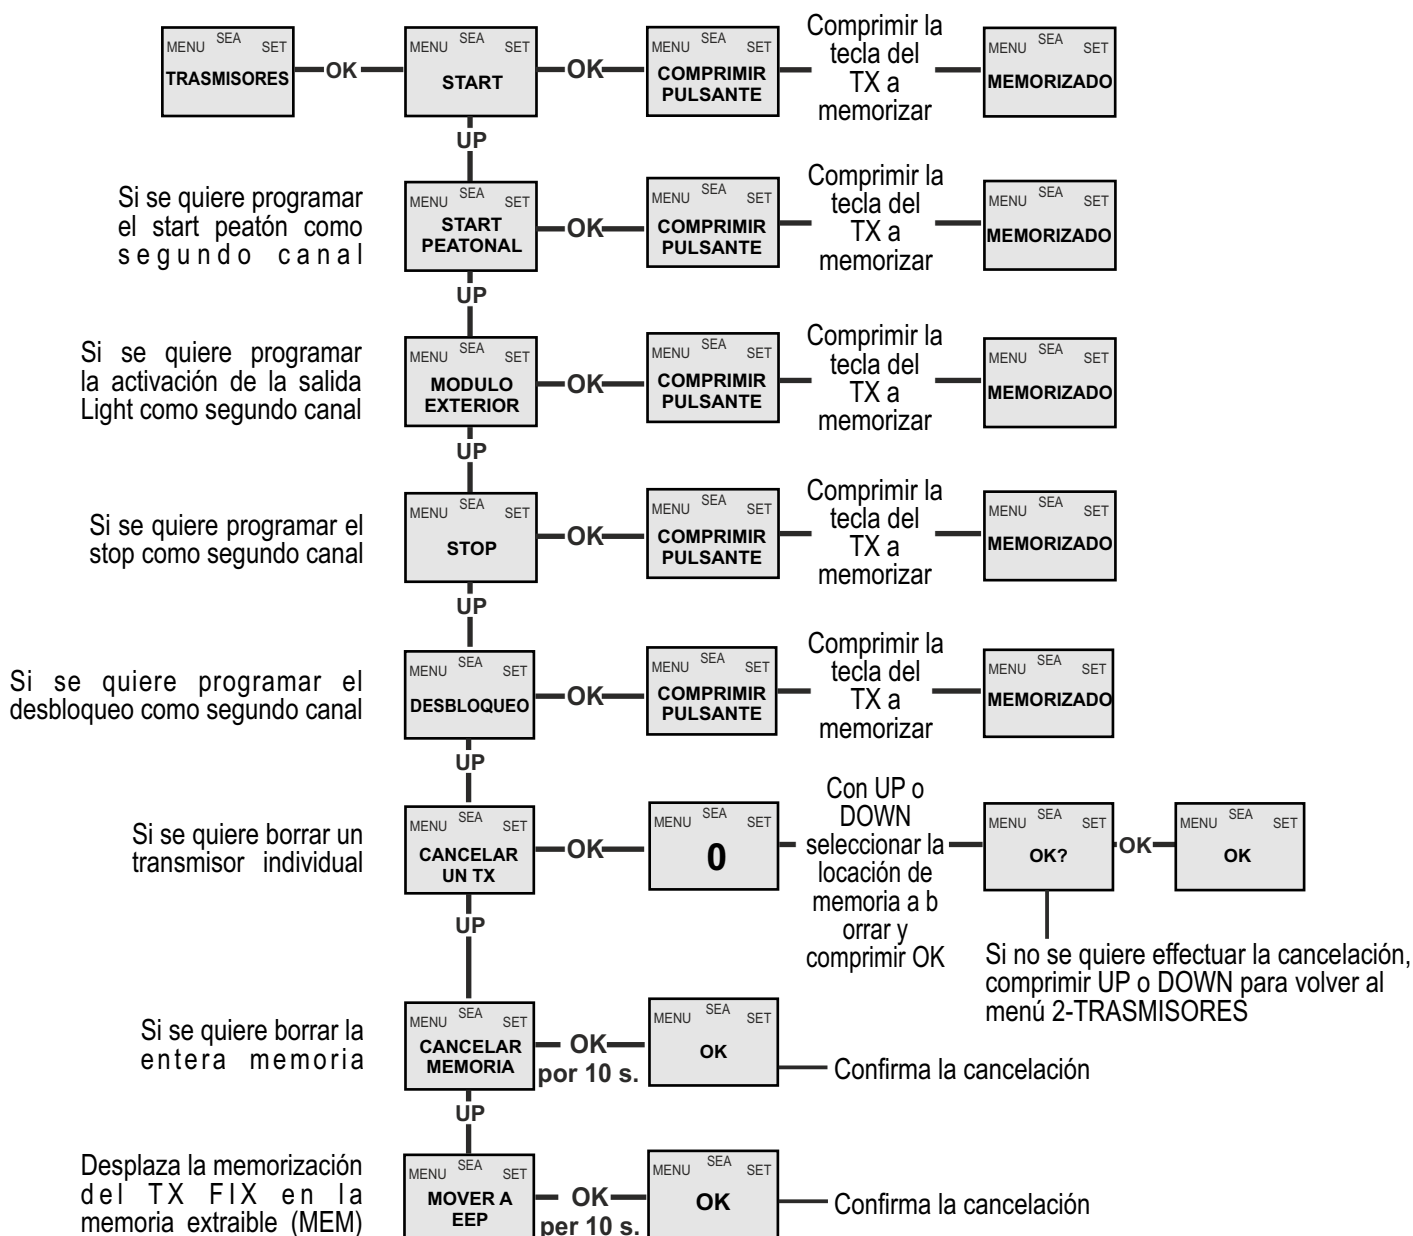 MENU SEA SET
TRASMISORES
OK
MENU SEA SET
START
OK
MENU SEA SET
COMPRIMIR
PULSANTE
Comprimir la
tecla del
TX a
memorizar
MENU SEA SET
MEMORIZADO
UP
Si se quiere programar
el start peatón como
segundo canal
MENU SEA SET
START
PEATONAL
OK
MENU SEA SET
COMPRIMIR
PULSANTE
Comprimir la
tecla del
TX a
memorizar
MENU SEA SET
MEMORIZADO
UP
Si se quiere programar
la activación de la salida
Light como segundo canal
MENU SEA SET
MODULO
EXTERIOR
OK
MENU SEA SET
COMPRIMIR
PULSANTE
Comprimir la
tecla del
TX a
memorizar
MENU SEA SET
MEMORIZADO
UP
Si se quiere programar el
stop como segundo canal
MENU SEA SET
STOP
OK
MENU SEA SET
COMPRIMIR
PULSANTE
Comprimir la
tecla del
TX a
memorizar
MENU SEA SET
MEMORIZADO
UP
Si se quiere programar el
desbloqueo como segundo canal
MENU SEA SET
DESBLOQUEO
OK
MENU SEA SET
COMPRIMIR
PULSANTE
Comprimir la
tecla del
TX a
memorizar
MENU SEA SET
MEMORIZADO
UP
Si se quiere borrar un
transmisor individual
MENU SEA SET
CANCELAR
UN TX
OK
MENU SEA SET
0
Con UP o
DOWN
seleccionar la
locación de
memoria a b
orrar y
comprimir OK
MENU SEA SET
OK?
OK
MENU SEA SET
OK
Si no se quiere effectuar la cancelación,
comprimir UP o DOWN para volver al
menú 2-TRASMISORES
UP
Si se quiere borrar la
entera memoria
MENU SEA SET
CANCELAR
MEMORIA
OK
por 10 s.
MENU SEA SET
OK
Confirma la cancelación
UP
Desplaza la memorización
del TX FIX en la
memoria extraible (MEM)
MENU SEA SET
MOVER A
EEP
OK
per 10 s.
MENU SEA SET
OK
Confirma la cancelación